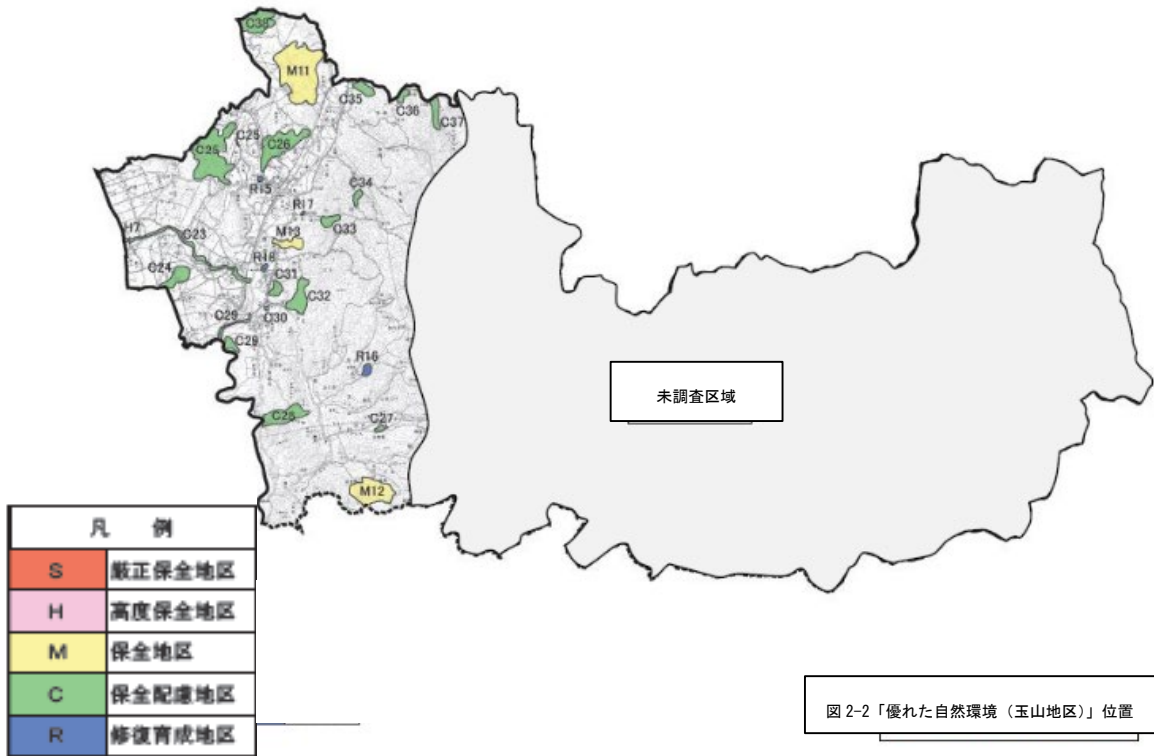 C38
M11
C35
C36
C37
C25
C25
C26
R15
C34
R17
C33
M13
H7
C23
R18
C24
C31
C32
C29
C30
C29
R16
C28
C27
M12
未調査区域
凡 例
S 厳正保全地区
H 高度保全地区
M 保全地区
C 保全配慮地区
R 修復育成地区
図 2-2「優れた自然環境（玉山地区）」位置